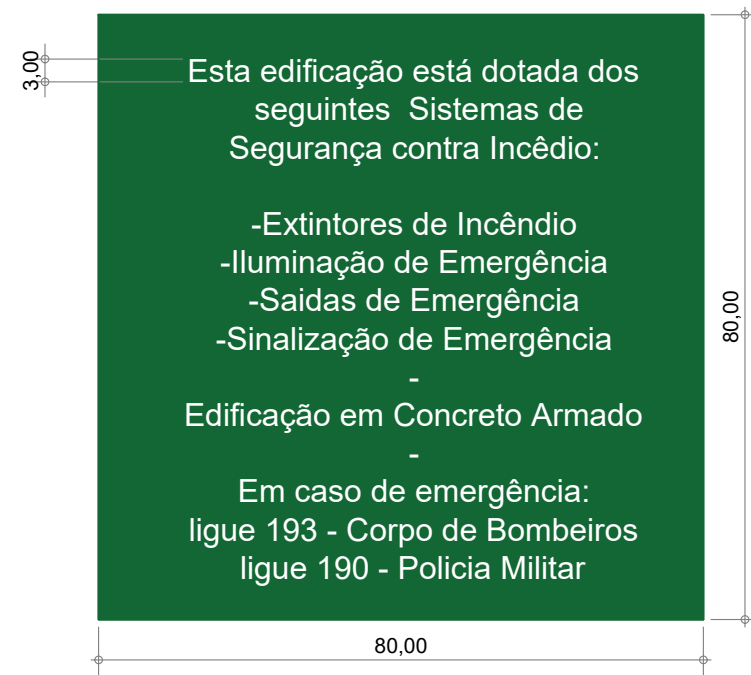 3,00
Esta edificação está dotada dos
seguintes  Sistemas de
Segurança contra Incêdio:
-Extintores de Incêndio
-Iluminação de Emergência
-Saidas de Emergência
-Sinalização de Emergência
-
Edificação em Concreto Armado
-
Em caso de emergência:
ligue 193 - Corpo de Bombeiros
ligue 190 - Policia Militar
80,00
80,00